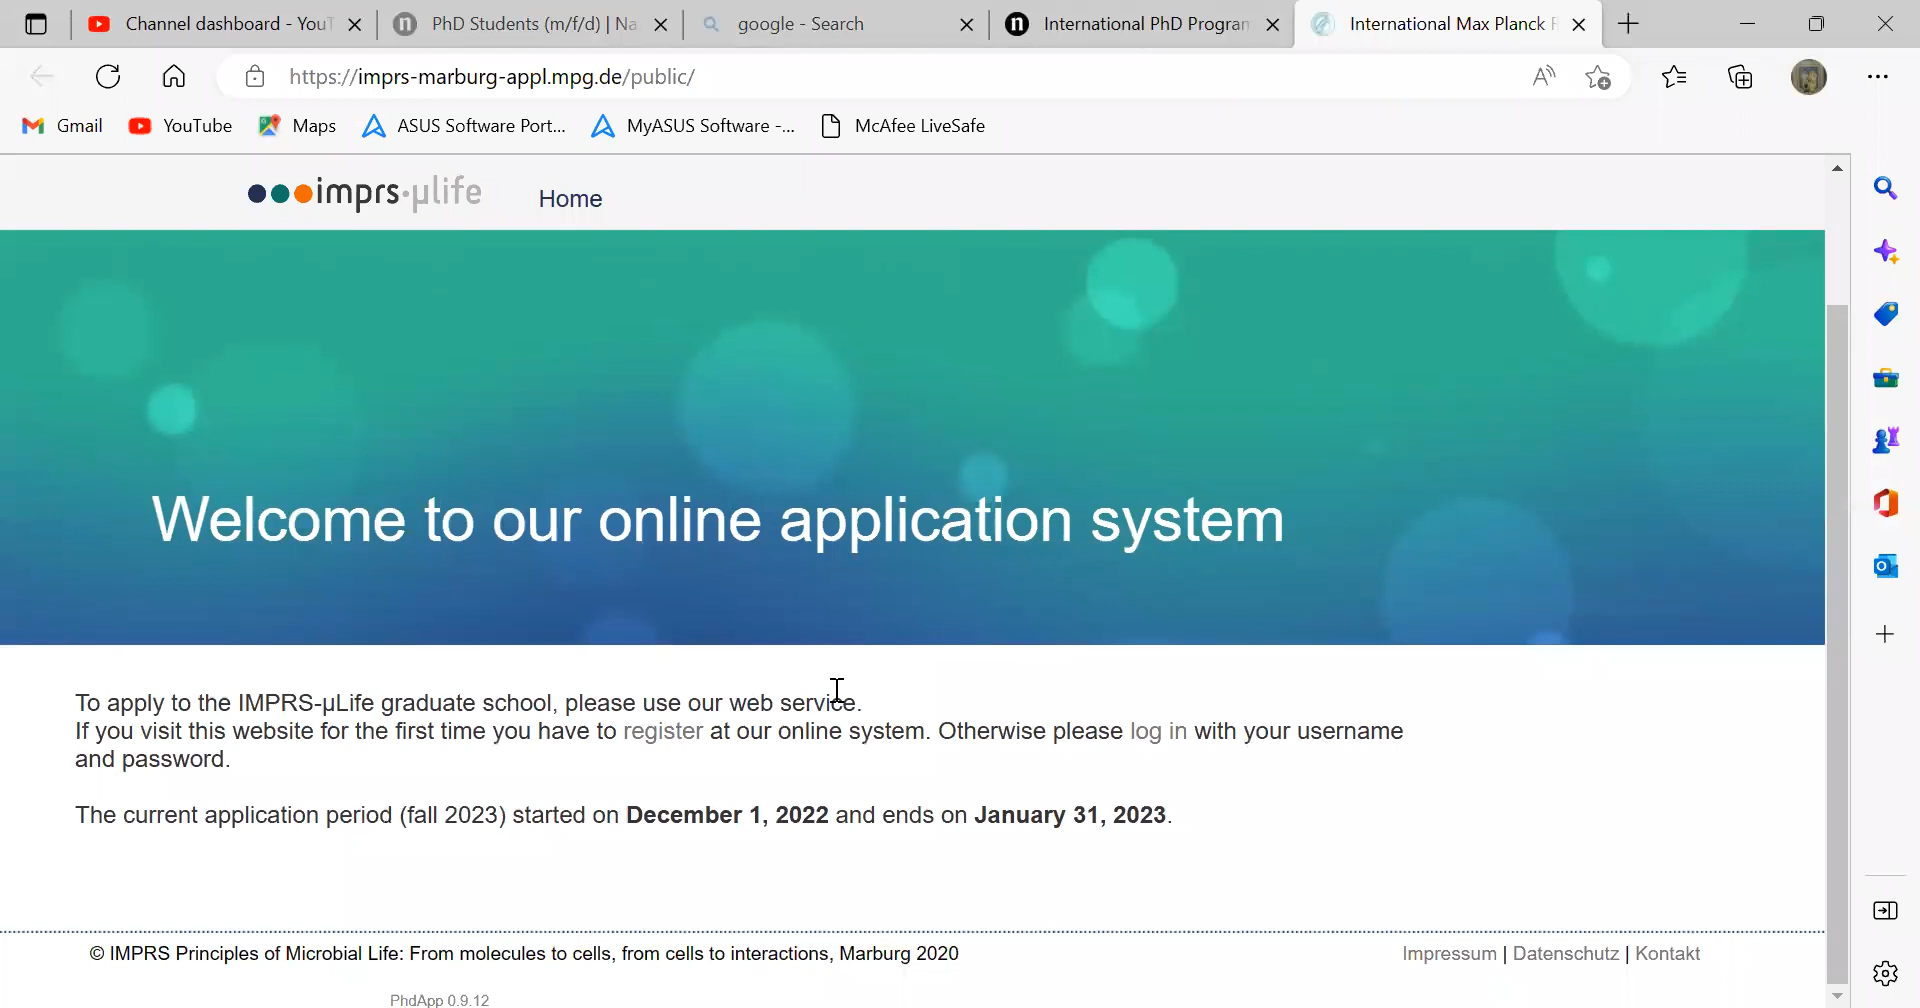 Channel dashboard - YouT
PhD Students (m/f/d) | Na
google - Search
International PhD Program
International Max Planck R
https://imprs-marburg-appl.mpg.de/public/
Gmail
YouTube
Maps
ASUS Software Port...
MyASUS Software -...
McAfee LiveSafe
imprs·µlife
Home
Welcome to our online application system
To apply to the IMPRS-µLife graduate school, please use our web service.
If you visit this website for the first time you have to register at our online system. Otherwise please log in with your username
and password.
The current application period (fall 2023) started on December 1, 2022 and ends on January 31, 2023.
© IMPRS Principles of Microbial Life: From molecules to cells, from cells to interactions, Marburg 2020
Impressum | Datenschutz | Kontakt
PhdApp 0.9.12